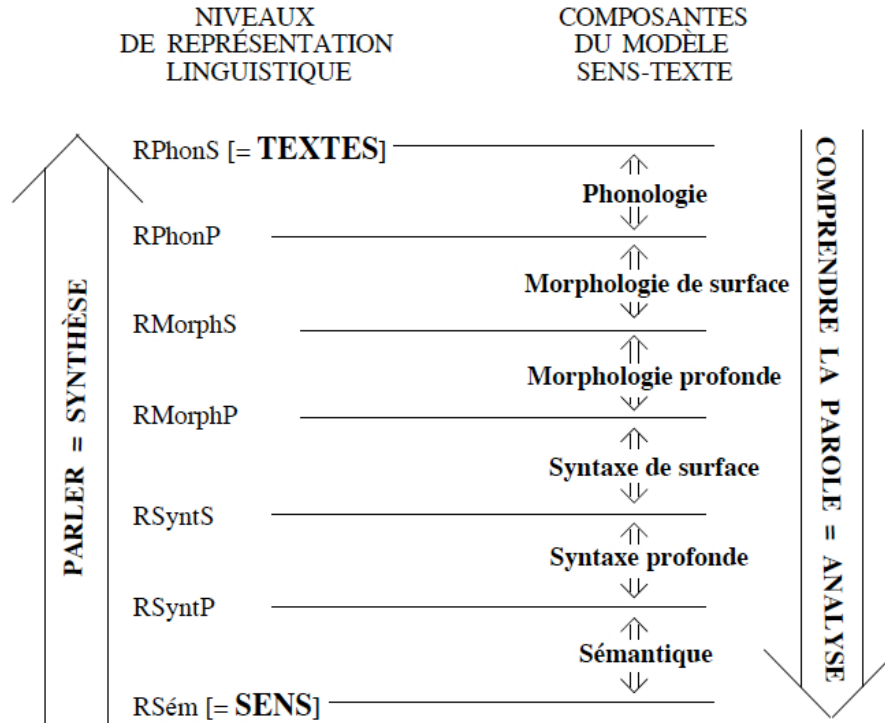 NIVEAUX
DE REPRÉSENTATION
LINGUISTIQUE
COMPOSANTES
DU MODÈLE
SENS-TEXTE
RPhonS [= TEXTES]
Phonologie
RPhonP
Morphologie de surface
RMorphS
Morphologie profonde
RMorphP
Syntaxe de surface
RSyntS
Syntaxe profonde
RSyntP
Sémantique
RSém [= SENS]
PARLER = SYNTHÈSE
COMPRENDRE LA PAROLE = ANALYSE